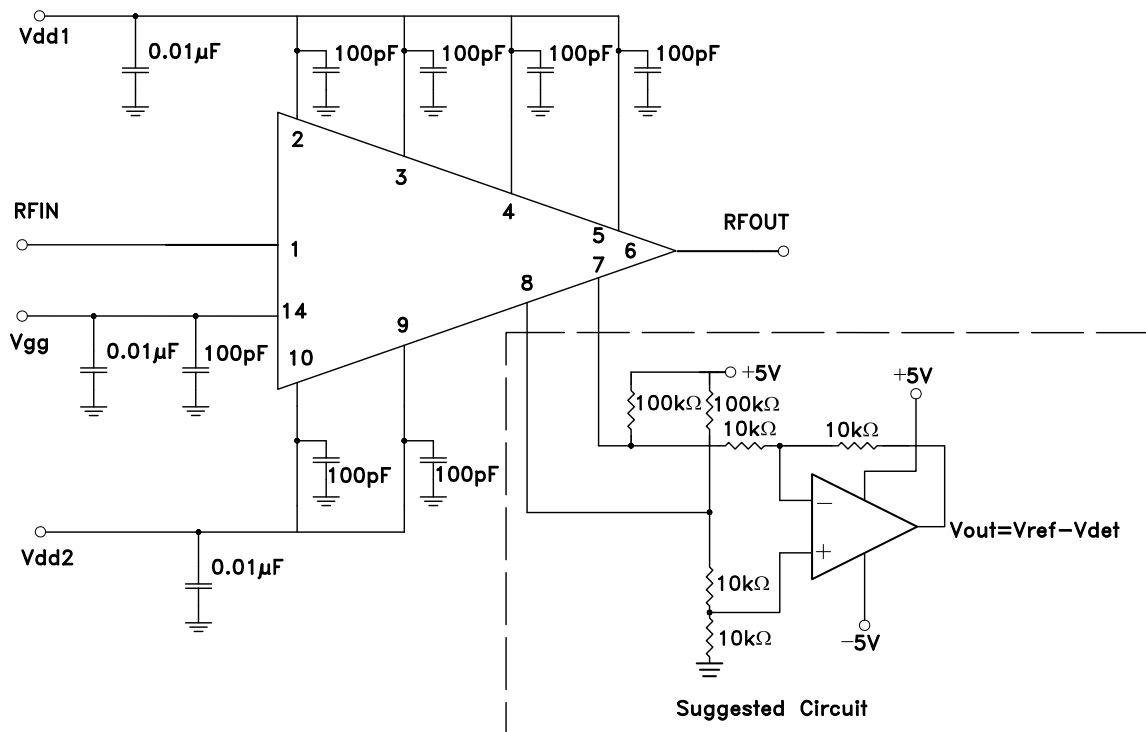 Vdd1
0.01μF
100pF
100pF
100pF
100pF
2
3
4
RFIN
RFOUT
5
6
1
7
8
14
Vgg
9
0.01μF
100pF
10
+5V
+5V
100kΩ
100kΩ
10kΩ
10kΩ
100pF
100pF
−
Vout=Vref−Vdet
+
Vdd2
0.01μF
10kΩ
10kΩ
−5V
Suggested Circuit